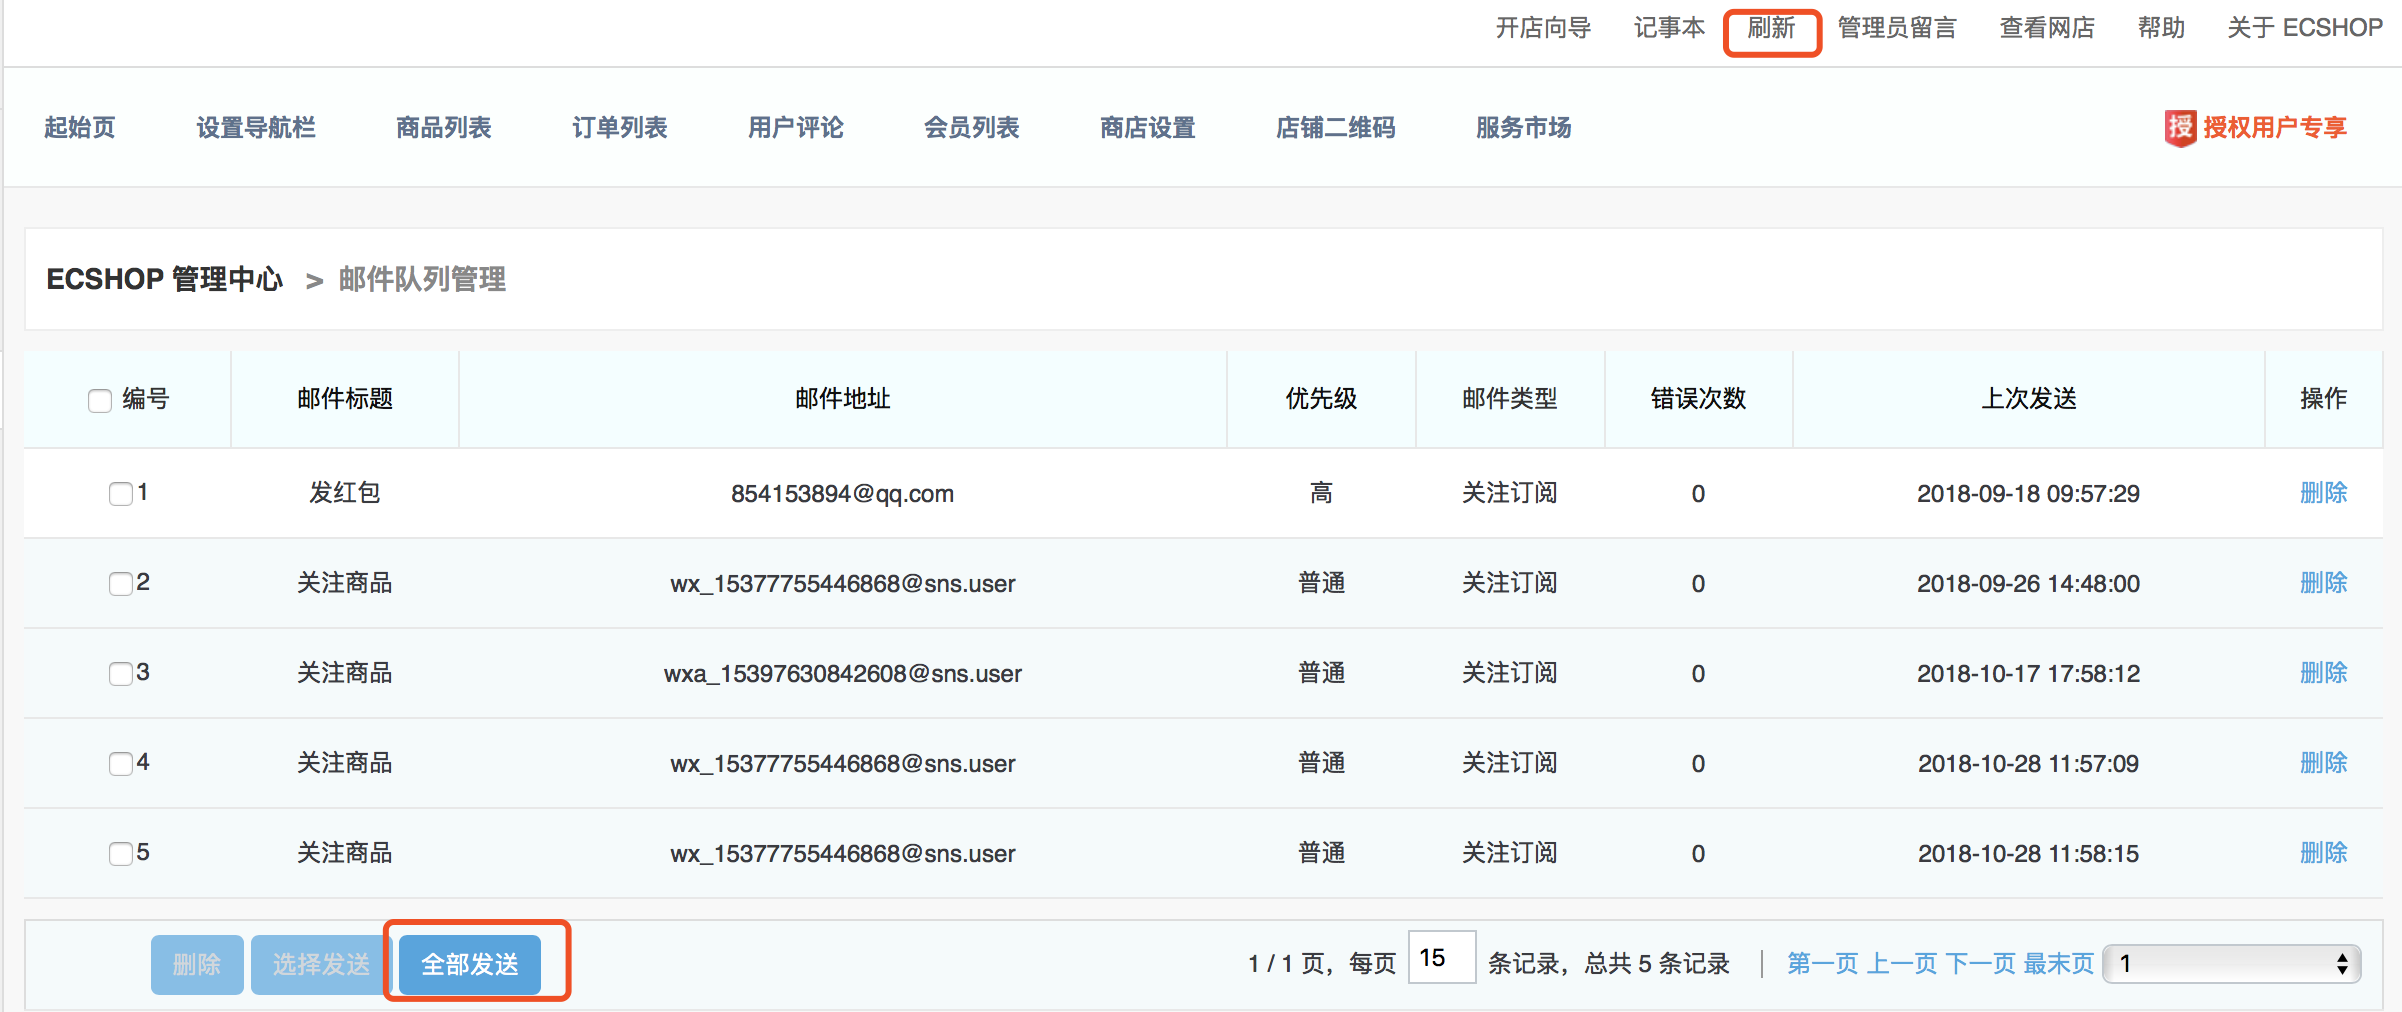 开店向导 记事本 刷新 管理员留言 查看网店 帮助 关于 ECSHOP
起始页 设置导航栏 商品列表 订单列表 用户评论 会员列表 商店设置 店铺二维码 服务市场 授 授权用户专享
ECSHOP 管理中心 > 邮件队列管理
编号 邮件标题 邮件地址 优先级 邮件类型 错误次数 上次发送 操作
1 发红包 854153894@qq.com 高 关注订阅 0 2018-09-18 09:57:29 删除
2 关注商品 wx_15377755446868@sns.user 普通 关注订阅 0 2018-09-26 14:48:00 删除
3 关注商品 wxa_15397630842608@sns.user 普通 关注订阅 0 2018-10-17 17:58:12 删除
4 关注商品 wx_15377755446868@sns.user 普通 关注订阅 0 2018-10-28 11:57:09 删除
5 关注商品 wx_15377755446868@sns.user 普通 关注订阅 0 2018-10-28 11:58:15 删除
删除 选择发送 全部发送 1 / 1 页，每页 15 条记录，总共 5 条记录 | 第一页 上一页 下一页 最末页 1